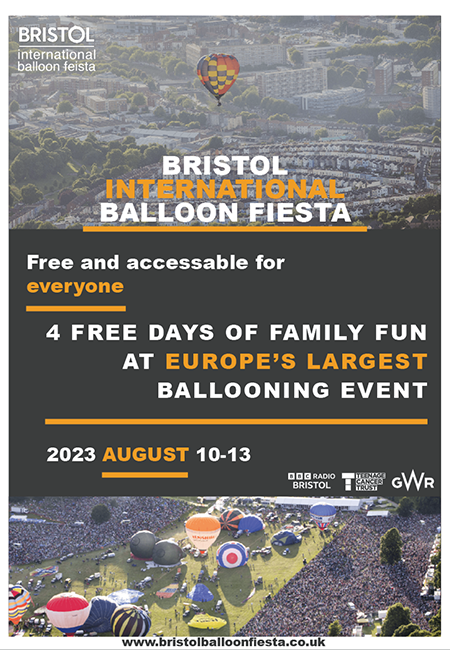 BRISTOL
international
balloon feista
BRISTOL
INTERNATIONAL
BALLOON FIESTA
Free and accessable for
everyone
4 FREE DAYS OF FAMILY FUN
AT EUROPE'S LARGEST
BALLOONING EVENT
2023 AUGUST 10-13
BBC RADIO
BRISTOL
TEENAGE
CANCER
TRUST
GWR
www.bristolballoonfiesta.co.uk